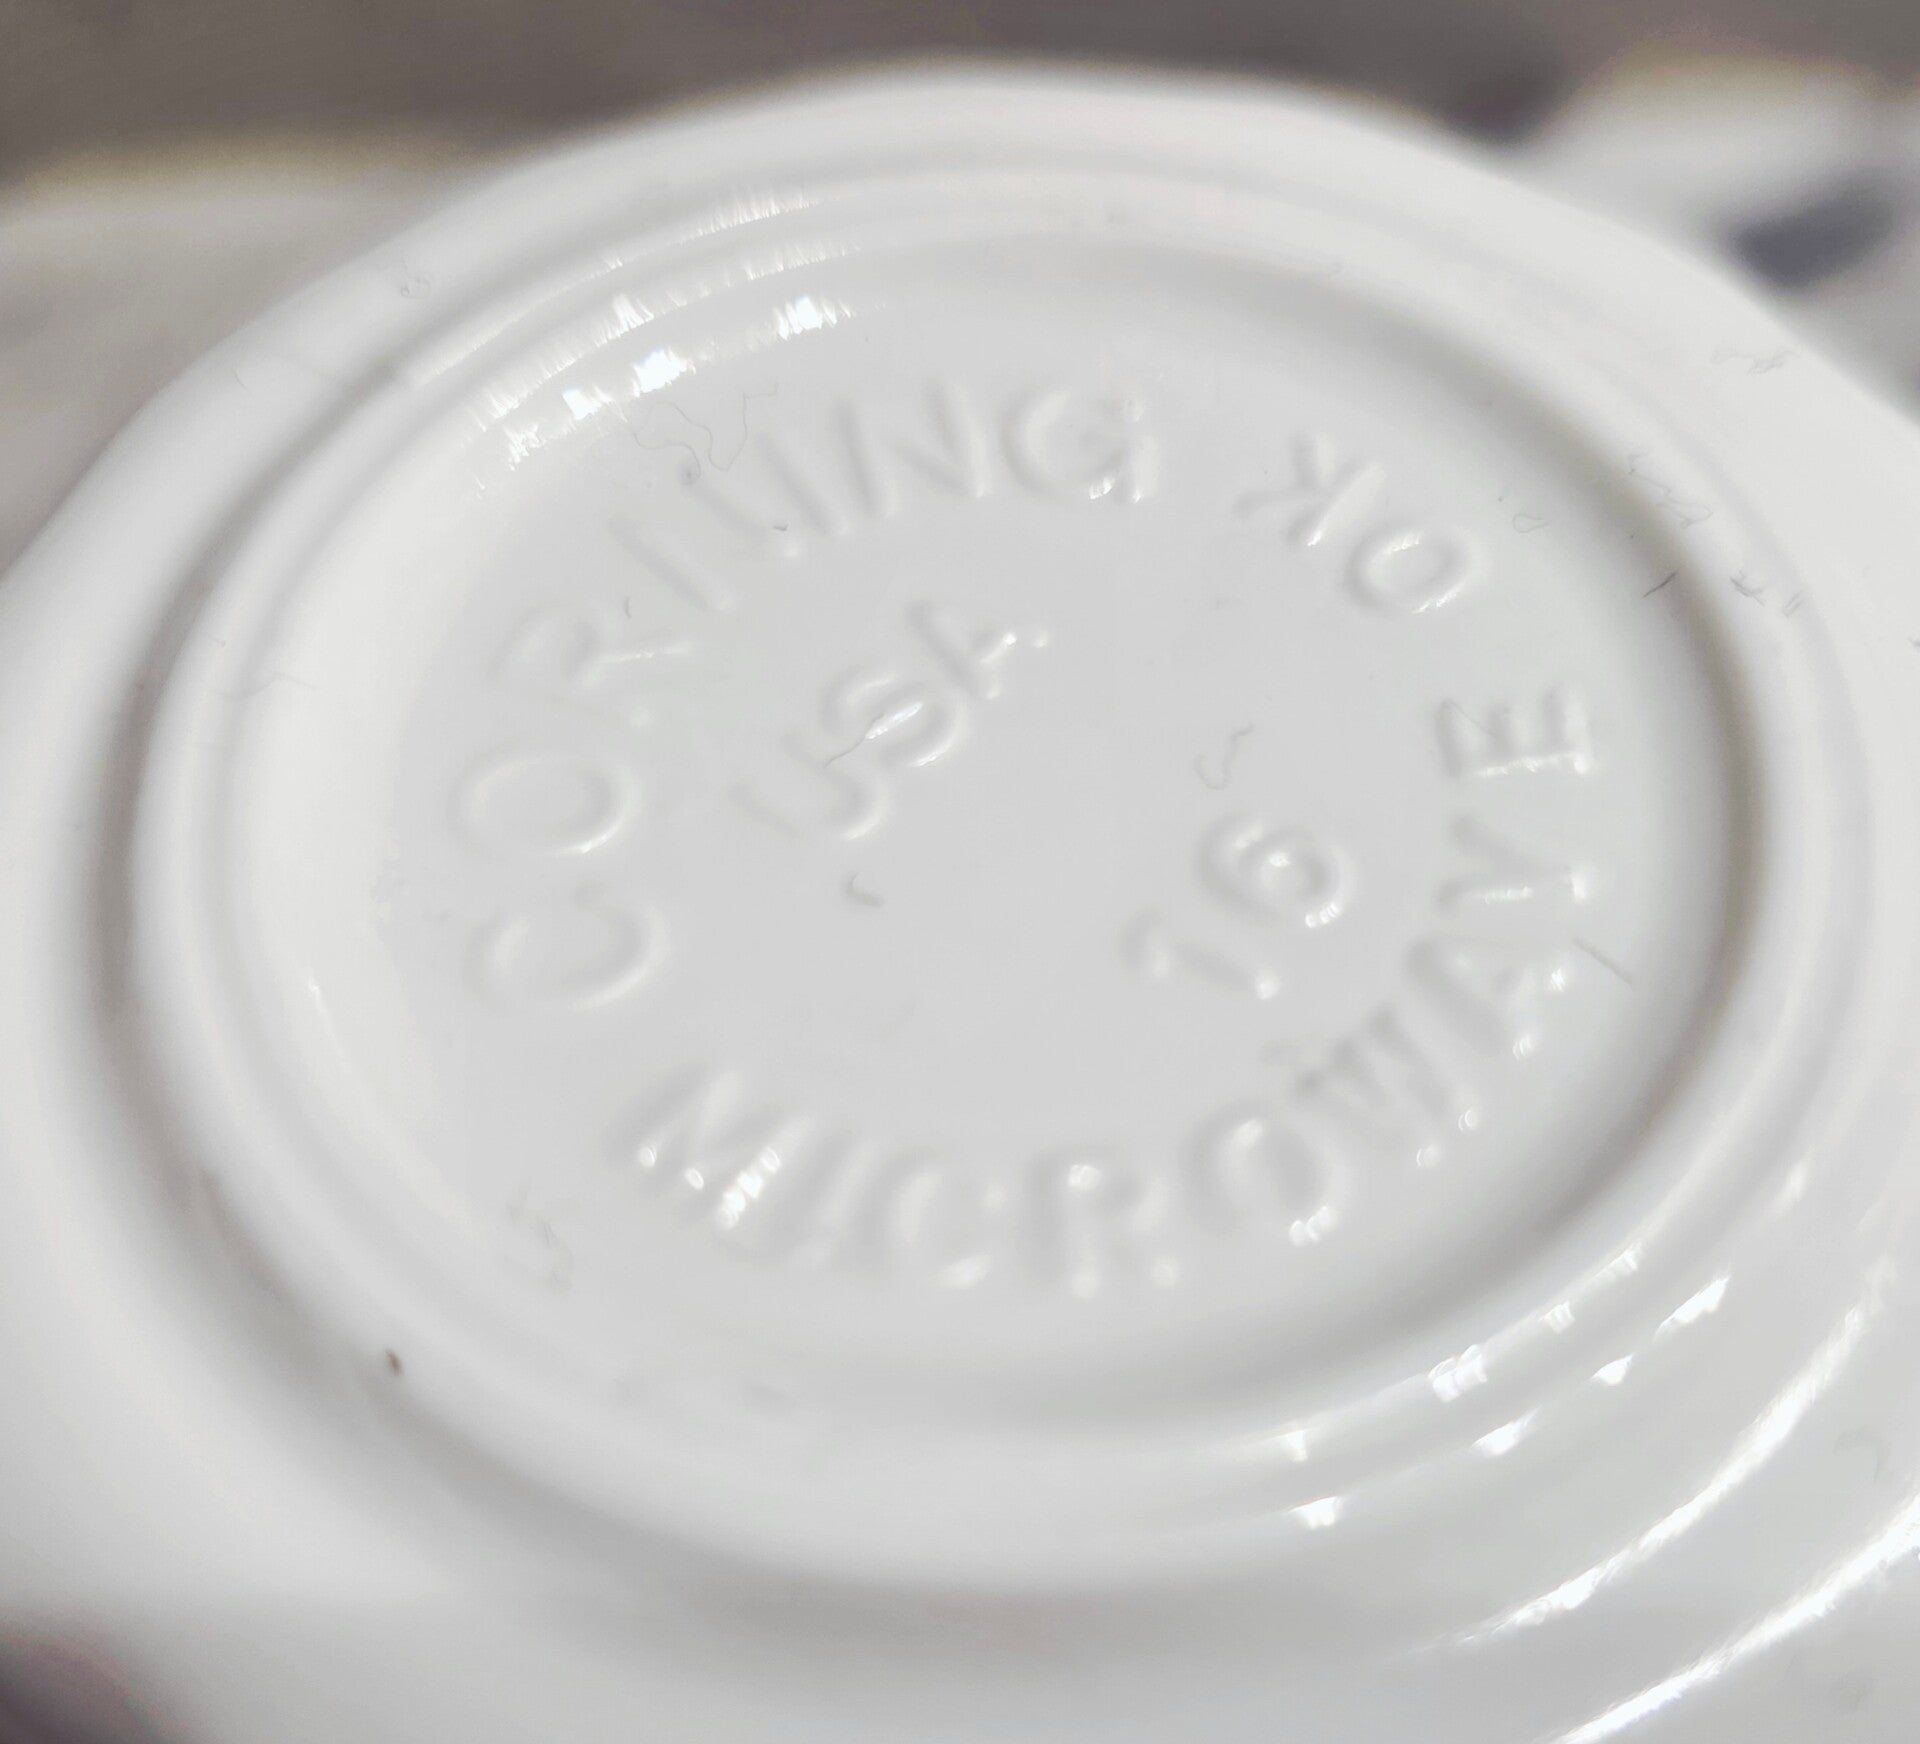 CORNING
USA
16
MICROWAVE OK